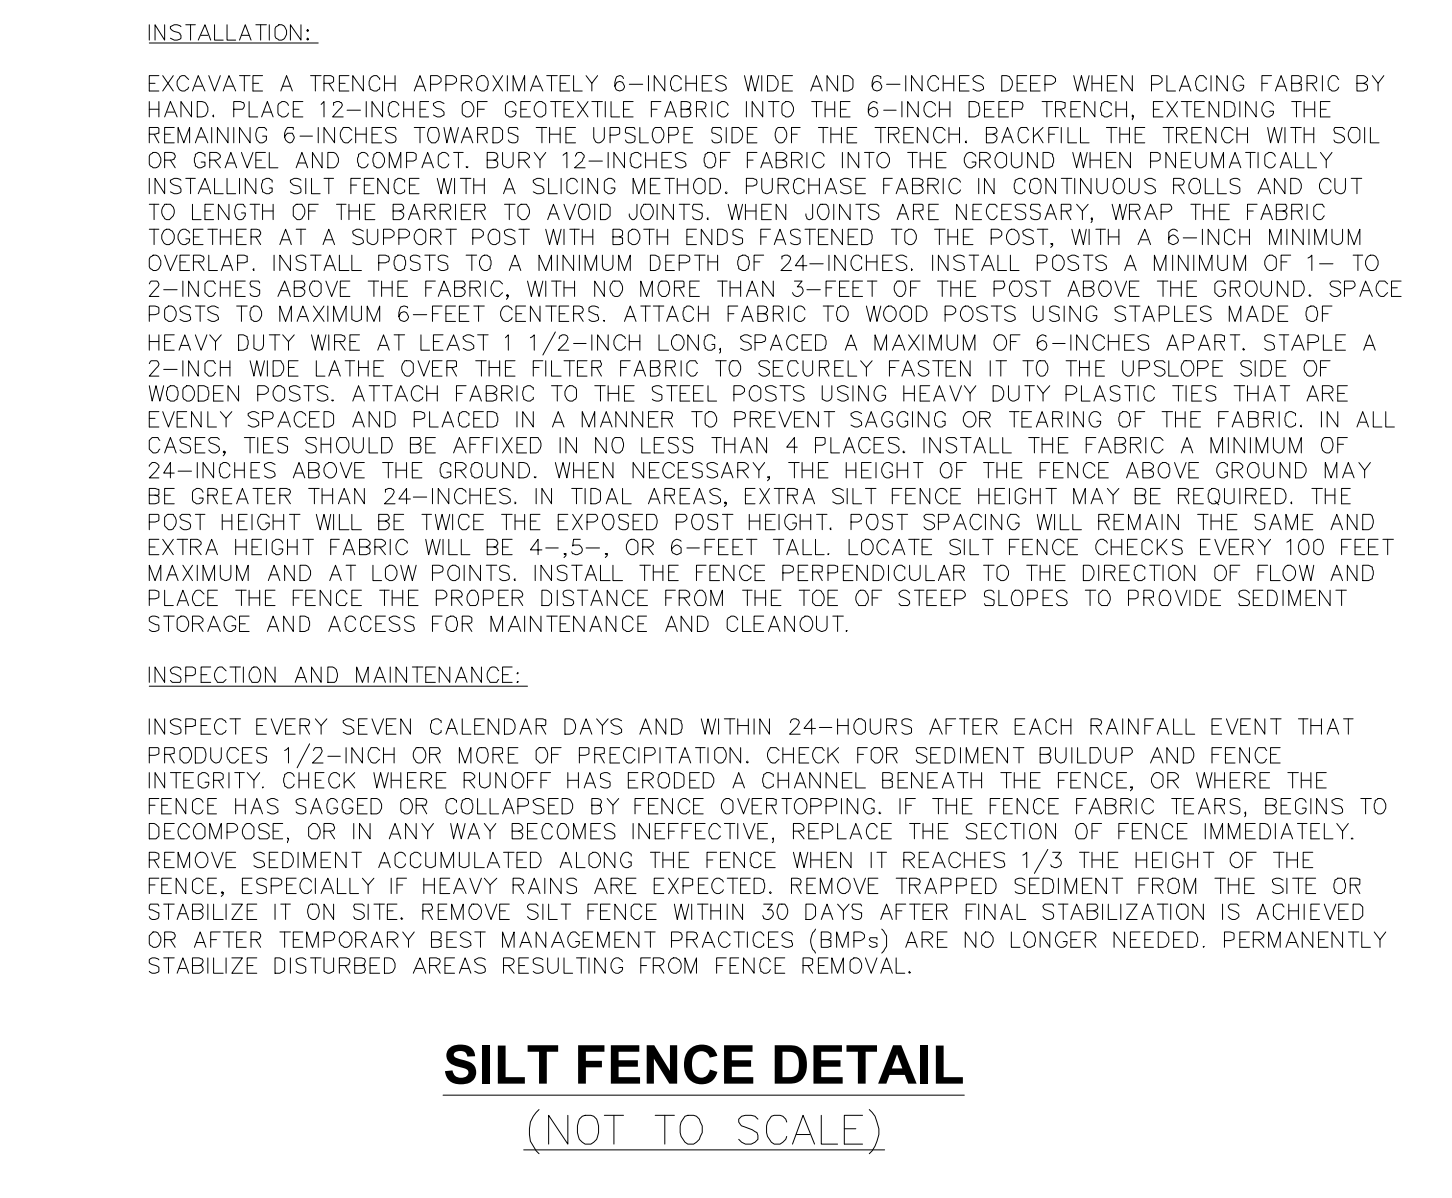 INSTALLATION:
EXCAVATE A TRENCH APPROXIMATELY 6-INCHES WIDE AND 6-INCHES DEEP WHEN PLACING FABRIC BY
HAND. PLACE 12-INCHES OF GEOTEXTILE FABRIC INTO THE 6-INCH DEEP TRENCH, EXTENDING THE
REMAINING 6-INCHES TOWARDS THE UPSLOPE SIDE OF THE TRENCH. BACKFILL THE TRENCH WITH SOIL
OR GRAVEL AND COMPACT. BURY 12-INCHES OF FABRIC INTO THE GROUND WHEN PNEUMATICALLY
INSTALLING SILT FENCE WITH A SLICING METHOD. PURCHASE FABRIC IN CONTINUOUS ROLLS AND CUT
TO LENGTH OF THE BARRIER TO AVOID JOINTS. WHEN JOINTS ARE NECESSARY, WRAP THE FABRIC
TOGETHER AT A SUPPORT POST WITH BOTH ENDS FASTENED TO THE POST, WITH A 6-INCH MINIMUM
OVERLAP. INSTALL POSTS TO A MINIMUM DEPTH OF 24-INCHES. INSTALL POSTS A MINIMUM OF 1- TO
2-INCHES ABOVE THE FABRIC, WITH NO MORE THAN 3-FEET OF THE POST ABOVE THE GROUND. SPACE
POSTS TO MAXIMUM 6-FEET CENTERS. ATTACH FABRIC TO WOOD POSTS USING STAPLES MADE OF
HEAVY DUTY WIRE AT LEAST 1 1/2-INCH LONG, SPACED A MAXIMUM OF 6-INCHES APART. STAPLE A
2-INCH WIDE LATHE OVER THE FILTER FABRIC TO SECURELY FASTEN IT TO THE UPSLOPE SIDE OF
WOODEN POSTS. ATTACH FABRIC TO THE STEEL POSTS USING HEAVY DUTY PLASTIC TIES THAT ARE
EVENLY SPACED AND PLACED IN A MANNER TO PREVENT SAGGING OR TEARING OF THE FABRIC. IN ALL
CASES, TIES SHOULD BE AFFIXED IN NO LESS THAN 4 PLACES. INSTALL THE FABRIC A MINIMUM OF
24-INCHES ABOVE THE GROUND. WHEN NECESSARY, THE HEIGHT OF THE FENCE ABOVE GROUND MAY
BE GREATER THAN 24-INCHES. IN TIDAL AREAS, EXTRA SILT FENCE HEIGHT MAY BE REQUIRED. THE
POST HEIGHT WILL BE TWICE THE EXPOSED POST HEIGHT. POST SPACING WILL REMAIN THE SAME AND
EXTRA HEIGHT FABRIC WILL BE 4-,5-, OR 6-FEET TALL. LOCATE SILT FENCE CHECKS EVERY 100 FEET
MAXIMUM AND AT LOW POINTS. INSTALL THE FENCE PERPENDICULAR TO THE DIRECTION OF FLOW AND
PLACE THE FENCE THE PROPER DISTANCE FROM THE TOE OF STEEP SLOPES TO PROVIDE SEDIMENT
STORAGE AND ACCESS FOR MAINTENANCE AND CLEANOUT.
INSPECTION AND MAINTENANCE:
INSPECT EVERY SEVEN CALENDAR DAYS AND WITHIN 24-HOURS AFTER EACH RAINFALL EVENT THAT
PRODUCES 1/2-INCH OR MORE OF PRECIPITATION. CHECK FOR SEDIMENT BUILDUP AND FENCE
INTEGRITY. CHECK WHERE RUNOFF HAS ERODED A CHANNEL BENEATH THE FENCE, OR WHERE THE
FENCE HAS SAGGED OR COLLAPSED BY FENCE OVERTOPPING. IF THE FENCE FABRIC TEARS, BEGINS TO
DECOMPOSE, OR IN ANY WAY BECOMES INEFFECTIVE, REPLACE THE SECTION OF FENCE IMMEDIATELY.
REMOVE SEDIMENT ACCUMULATED ALONG THE FENCE WHEN IT REACHES 1/3 THE HEIGHT OF THE
FENCE, ESPECIALLY IF HEAVY RAINS ARE EXPECTED. REMOVE TRAPPED SEDIMENT FROM THE SITE OR
STABILIZE IT ON SITE. REMOVE SILT FENCE WITHIN 30 DAYS AFTER FINAL STABILIZATION IS ACHIEVED
OR AFTER TEMPORARY BEST MANAGEMENT PRACTICES (BMPs) ARE NO LONGER NEEDED. PERMANENTLY
STABILIZE DISTURBED AREAS RESULTING FROM FENCE REMOVAL.
SILT FENCE DETAIL
(NOT TO SCALE)